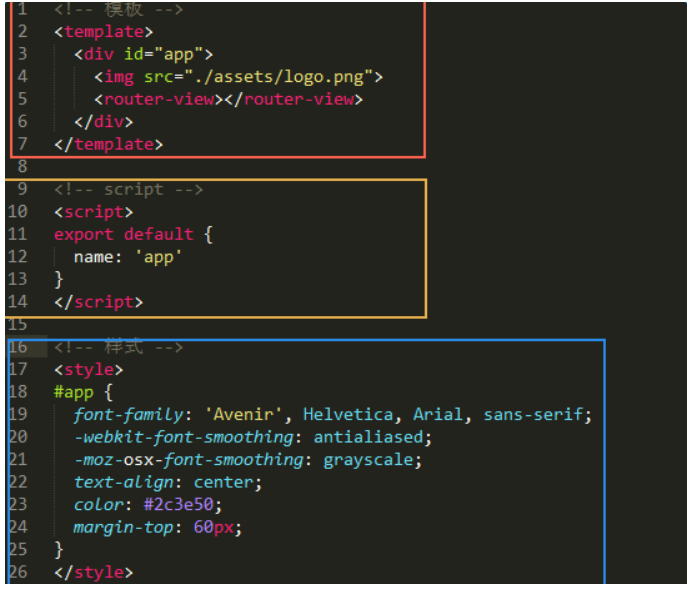 1 <!-- 模板 -->
2 <template>
3 <div id="app">
4 <img src="./assets/logo.png">
5 <router-view></router-view>
6 </div>
7 </template>
8
9 <!-- script -->
10 <script>
11 export default {
12 name: 'app'
13 }
14 </script>
15
16 <!-- 样式 -->
17 <style>
18 #app {
19 font-family: 'Avenir', Helvetica, Arial, sans-serif;
20 -webkit-font-smoothing: antialiased;
21 -moz-osx-font-smoothing: grayscale;
22 text-align: center;
23 color: #2c3e50;
24 margin-top: 60px;
25 }
26 </style>